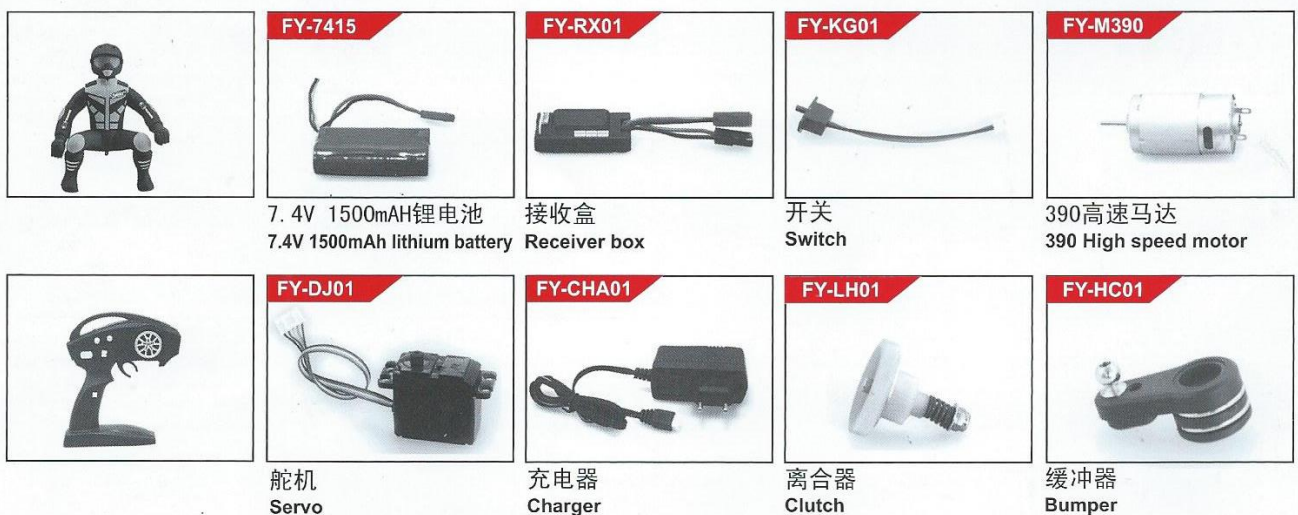 FY-7415
FY-RX01
FY-KG01
FY-M390
7.4V 1500mAH锂电池
7.4V 1500mAh lithium battery
接收盒
Receiver box
开关
Switch
390高速马达
390 High speed motor
FY-DJ01
FY-CHA01
FY-LH01
FY-HC01
舵机
Servo
充电器
Charger
离合器
Clutch
缓冲器
Bumper